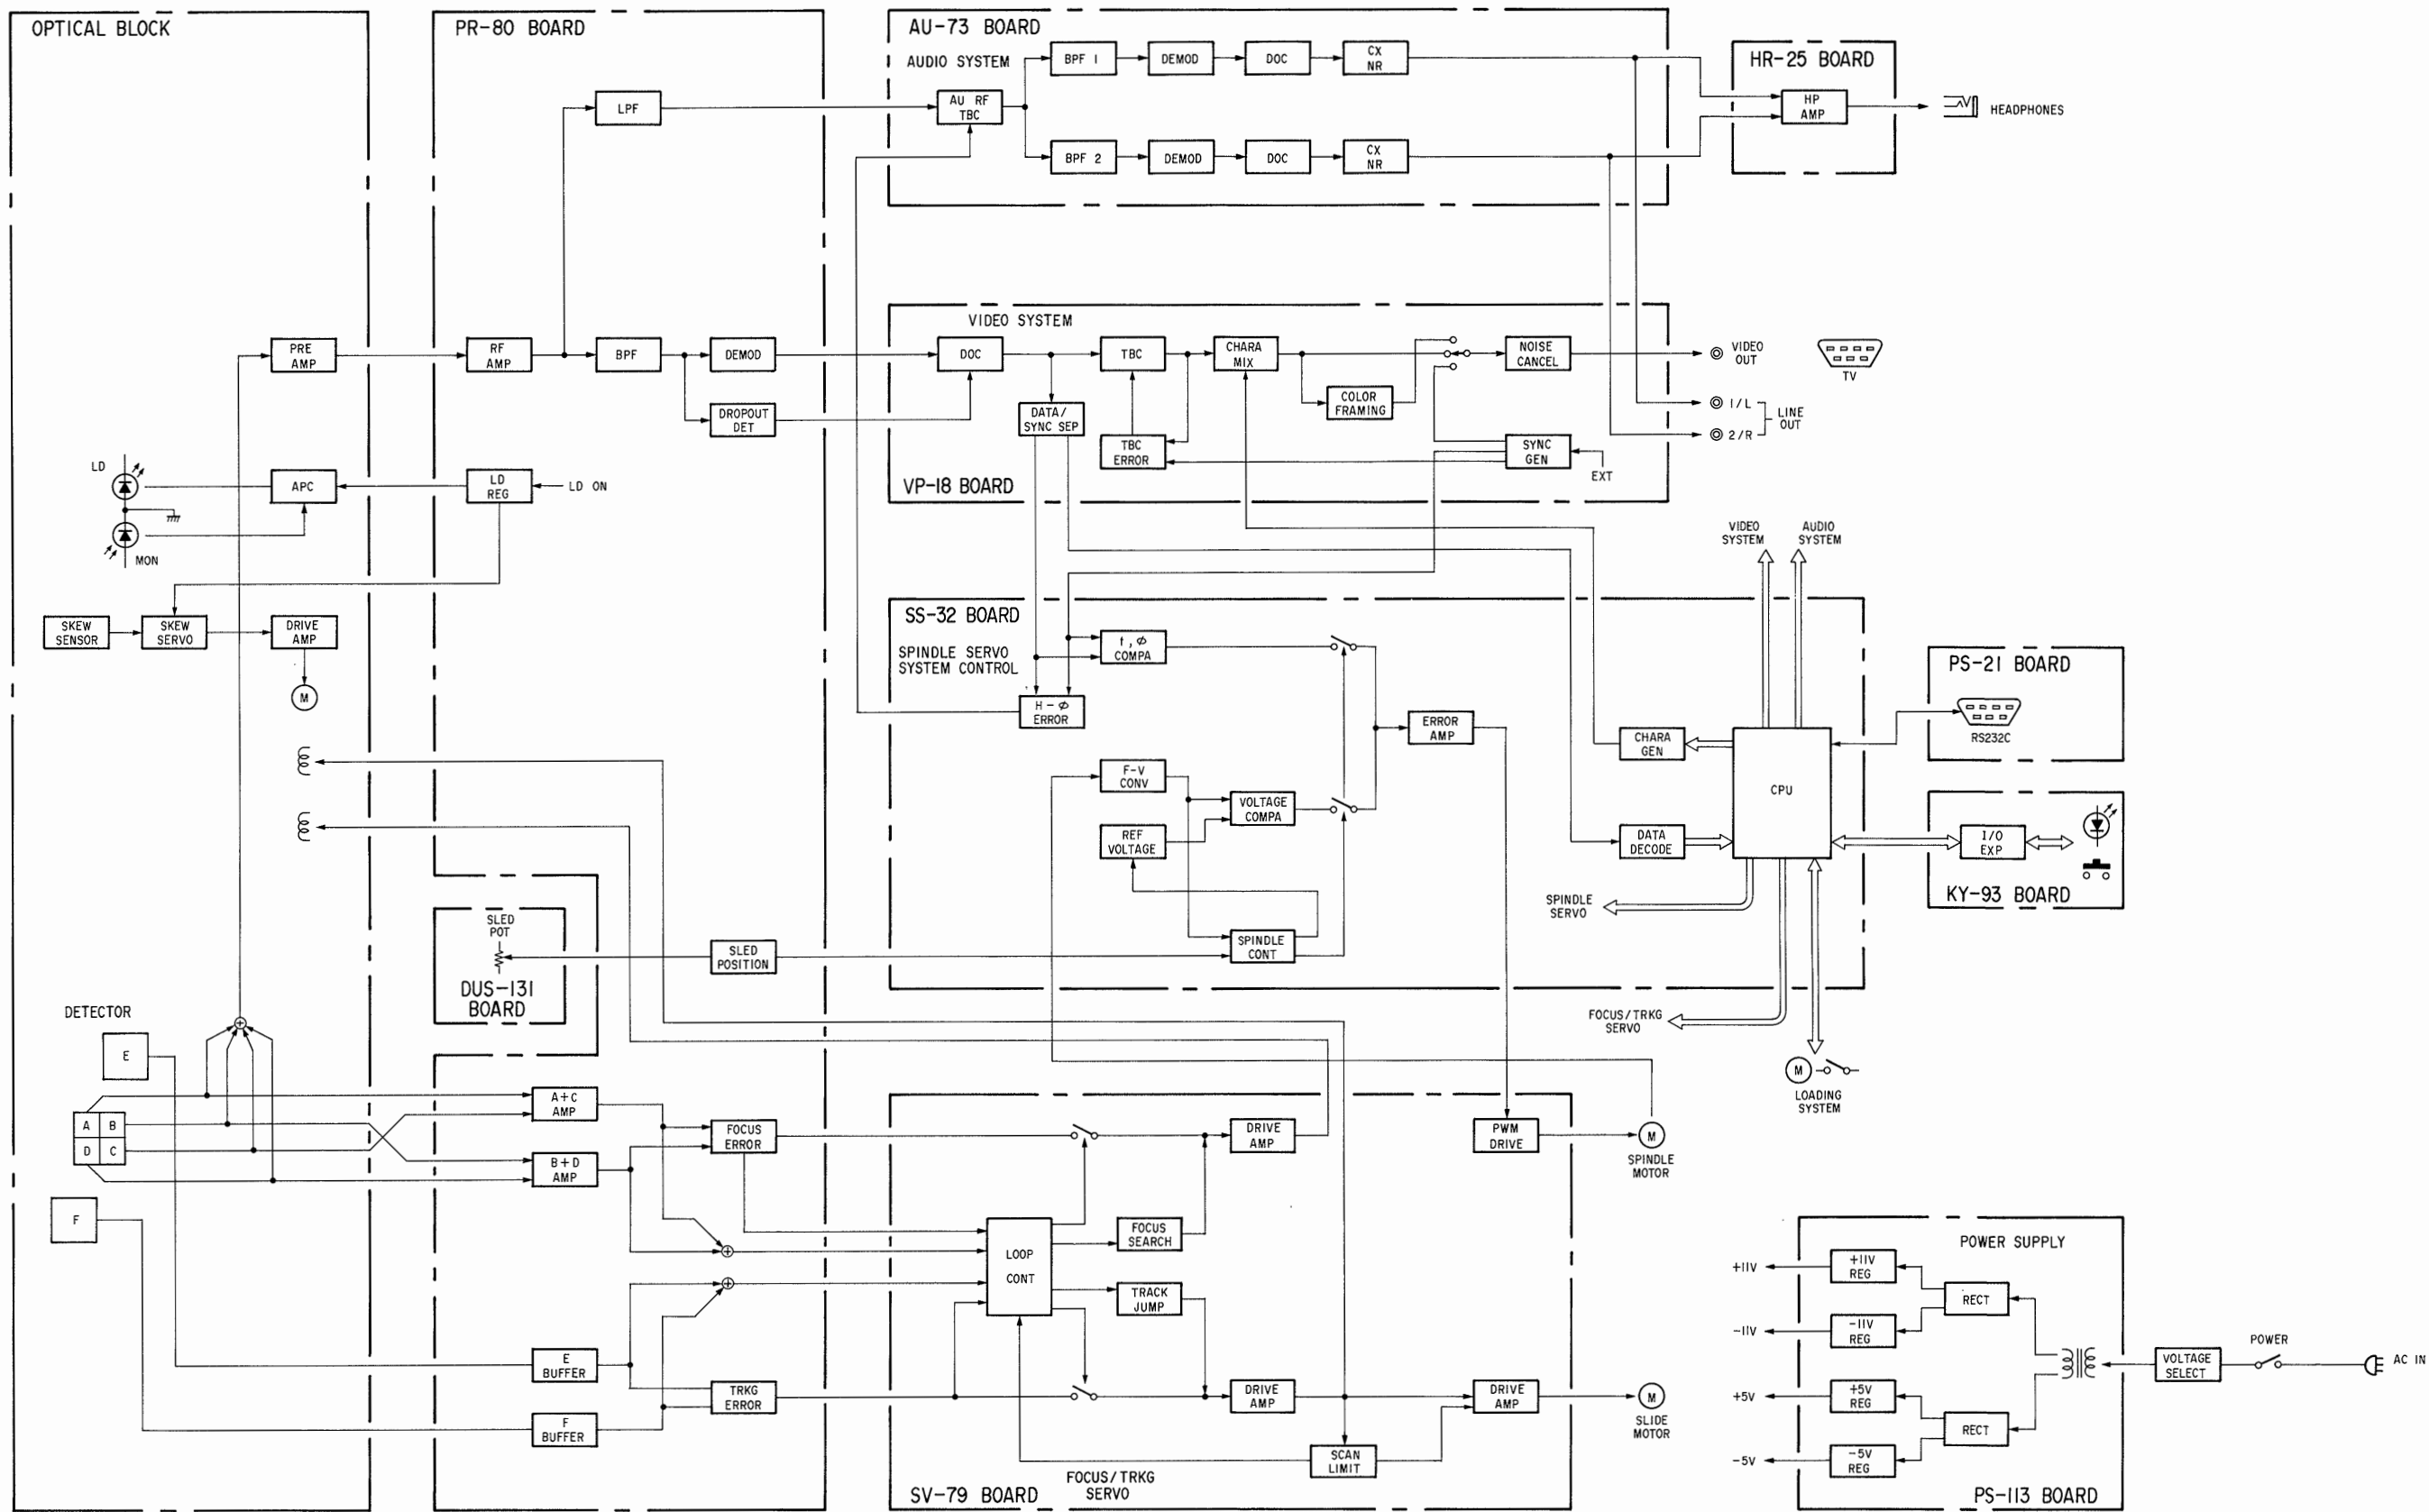 OPTICAL BLOCK
PRE
AMP
LD
APC
MON
SKEW
SENSOR
SKEW
SERVO
DRIVE
AMP
M
DETECTOR
E
A
B
D
C
F
PR-80 BOARD
LPF
RF
AMP
BPF
DEMOD
DROPOUT
DET
LD
REG
LD ON
SLED
POT
DUS-131
BOARD
SLED
POSITION
A+C
AMP
B+D
AMP
FOCUS
ERROR
E
BUFFER
F
BUFFER
TRKG
ERROR
AU-73 BOARD
AUDIO SYSTEM
AU RF
TBC
BPF 1
DEMOD
DOC
CX
NR
BPF 2
DEMOD
DOC
CX
NR
HR-25 BOARD
HP
AMP
HEADPHONES
VIDEO SYSTEM
DOC
TBC
CHARA
MIX
NOISE
CANCEL
DATA/
SYNC SEP
COLOR
FRAMING
TBC
ERROR
SYNC
GEN
EXT
VP-18 BOARD
VIDEO
OUT
TV
1/L
2/R
LINE
OUT
VIDEO
SYSTEM
AUDIO
SYSTEM
SS-32 BOARD
SPINDLE SERVO
SYSTEM CONTROL
t, φ
COMPA
H-φ
ERROR
ERROR
AMP
F-V
CONV
VOLTAGE
COMPA
REF
VOLTAGE
SPINDLE
CONT
CHARA
GEN
CPU
DATA
DECODE
SPINDLE
SERVO
FOCUS/TRKG
SERVO
M
LOADING
SYSTEM
PS-21 BOARD
RS232C
I/O
EXP
KY-93 BOARD
DRIVE
AMP
PWM
DRIVE
M
SPINDLE
MOTOR
LOOP
CONT
FOCUS
SEARCH
TRACK
JUMP
DRIVE
AMP
DRIVE
AMP
M
SLIDE
MOTOR
SCAN
LIMIT
FOCUS/TRKG
SERVO
SV-79 BOARD
POWER SUPPLY
+11V
+11V
REG
RECT
-11V
-11V
REG
+5V
+5V
REG
RECT
-5V
-5V
REG
PS-113 BOARD
VOLTAGE
SELECT
POWER
AC IN